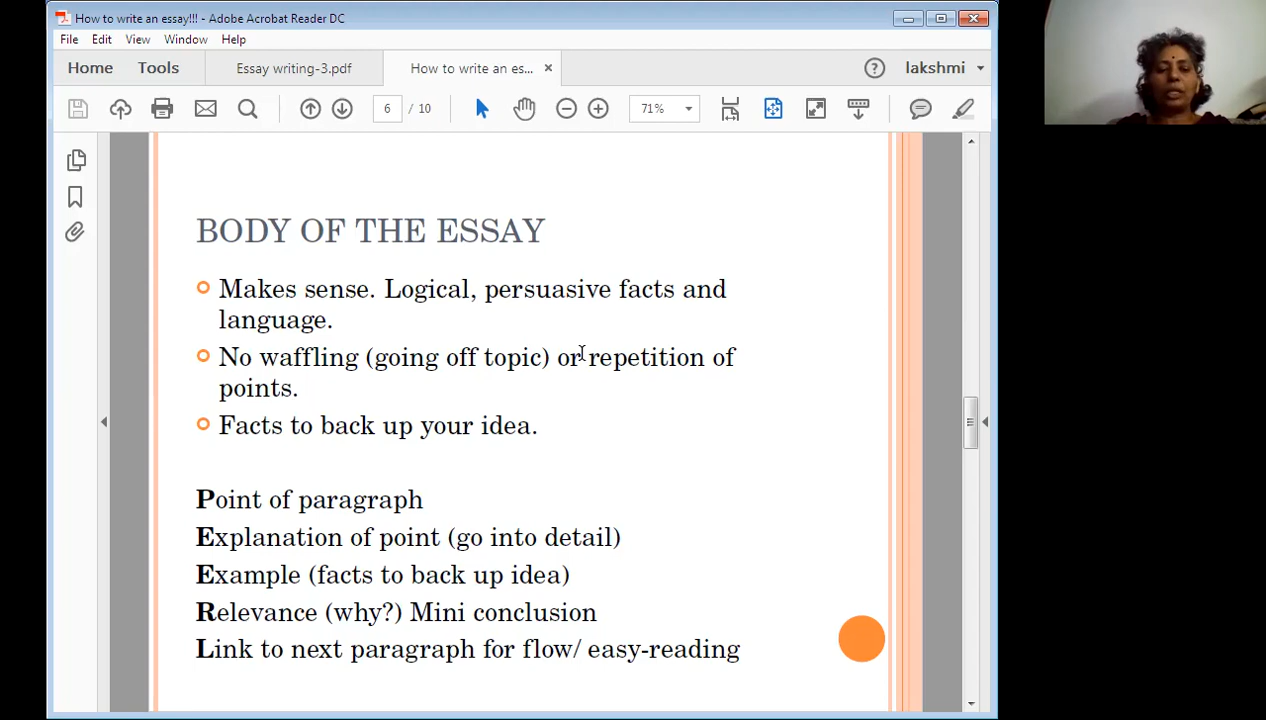 How to write an essay!!! - Adobe Acrobat Reader DC
File Edit View Window Help
Home Tools Essay writing-3.pdf How to write an es... × ? lakshmi
6 / 10 71%
BODY OF THE ESSAY
Makes sense. Logical, persuasive facts and
language.
No waffling (going off topic) or repetition of
points.
Facts to back up your idea.
Point of paragraph
Explanation of point (go into detail)
Example (facts to back up idea)
Relevance (why?) Mini conclusion
Link to next paragraph for flow/ easy-reading